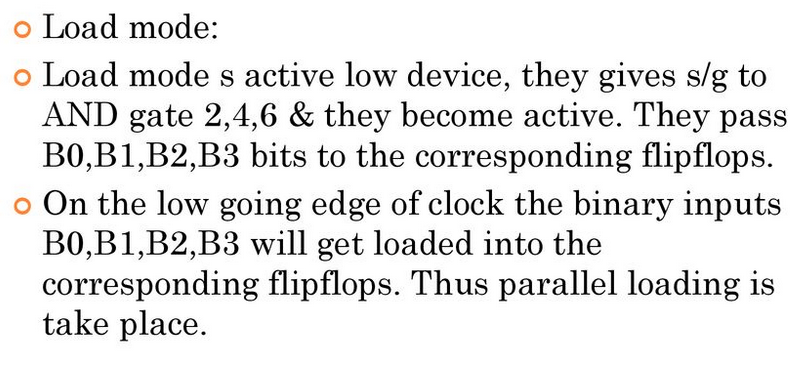 Load mode:
Load mode s active low device, they gives s/g to
AND gate 2,4,6 & they become active. They pass
B0,B1,B2,B3 bits to the corresponding flipflops.
On the low going edge of clock the binary inputs
B0,B1,B2,B3 will get loaded into the
corresponding flipflops. Thus parallel loading is
take place.